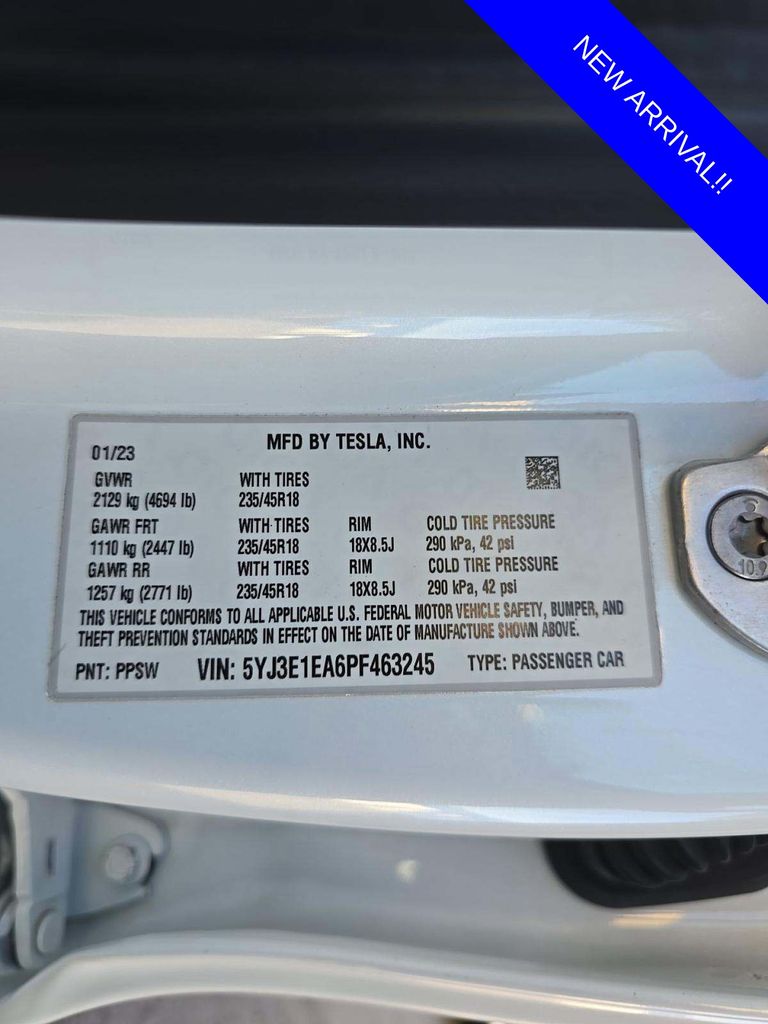 NEW ARRIVAL!!
01/23 MFD BY TESLA, INC.
GVWR WITH TIRES
2129 kg (4694 lb) 235/45R18
GAWR FRT WITH TIRES RIM COLD TIRE PRESSURE
1110 kg (2447 lb) 235/45R18 18X8.5J 290 kPa, 42 psi
GAWR RR WITH TIRES RIM COLD TIRE PRESSURE
1257 kg (2771 lb) 235/45R18 18X8.5J 290 kPa, 42 psi
THIS VEHICLE CONFORMS TO ALL APPLICABLE U.S. FEDERAL MOTOR VEHICLE SAFETY, BUMPER, AND
THEFT PREVENTION STANDARDS IN EFFECT ON THE DATE OF MANUFACTURE SHOWN ABOVE.
PNT: PPSW VIN: 5YJ3E1EA6PF463245 TYPE: PASSENGER CAR
10.9